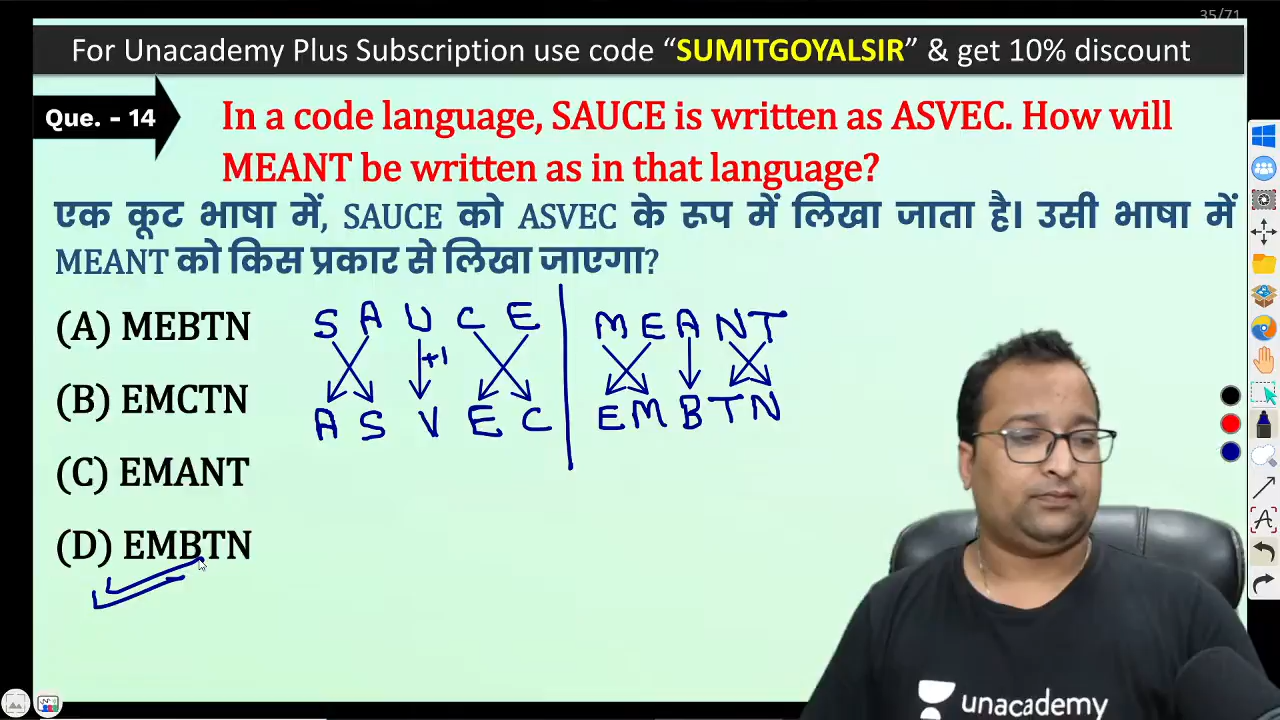 35/71
For Unacademy Plus Subscription use code “SUMITGOYALSIR” & get 10% discount
Que. - 14
In a code language, SAUCE is written as ASVEC. How will
MEANT be written as in that language?
एक कूट भाषा में, SAUCE को ASVEC के रूप में लिखा जाता है। उसी भाषा में
MEANT को किस प्रकार से लिखा जाएगा?
(A) MEBTN
(B) EMCTN
(C) EMANT
(D) EMBTN
S A U C E
+1
A S V E C
M E A N T
E M B T N
unacademy